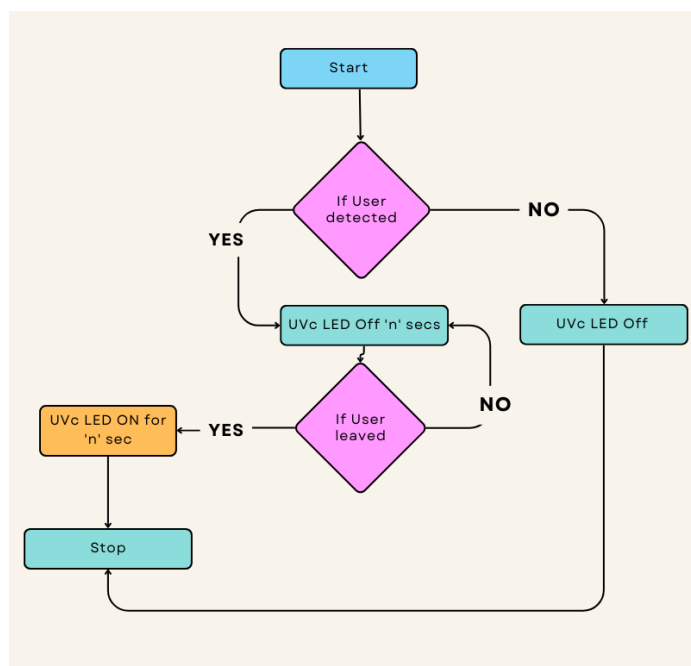 Start
If User
detected
NO
YES
UVc LED Off 'n' secs
UVc LED Off
NO
If User
leaved
YES
UVc LED ON for
'n' sec
Stop